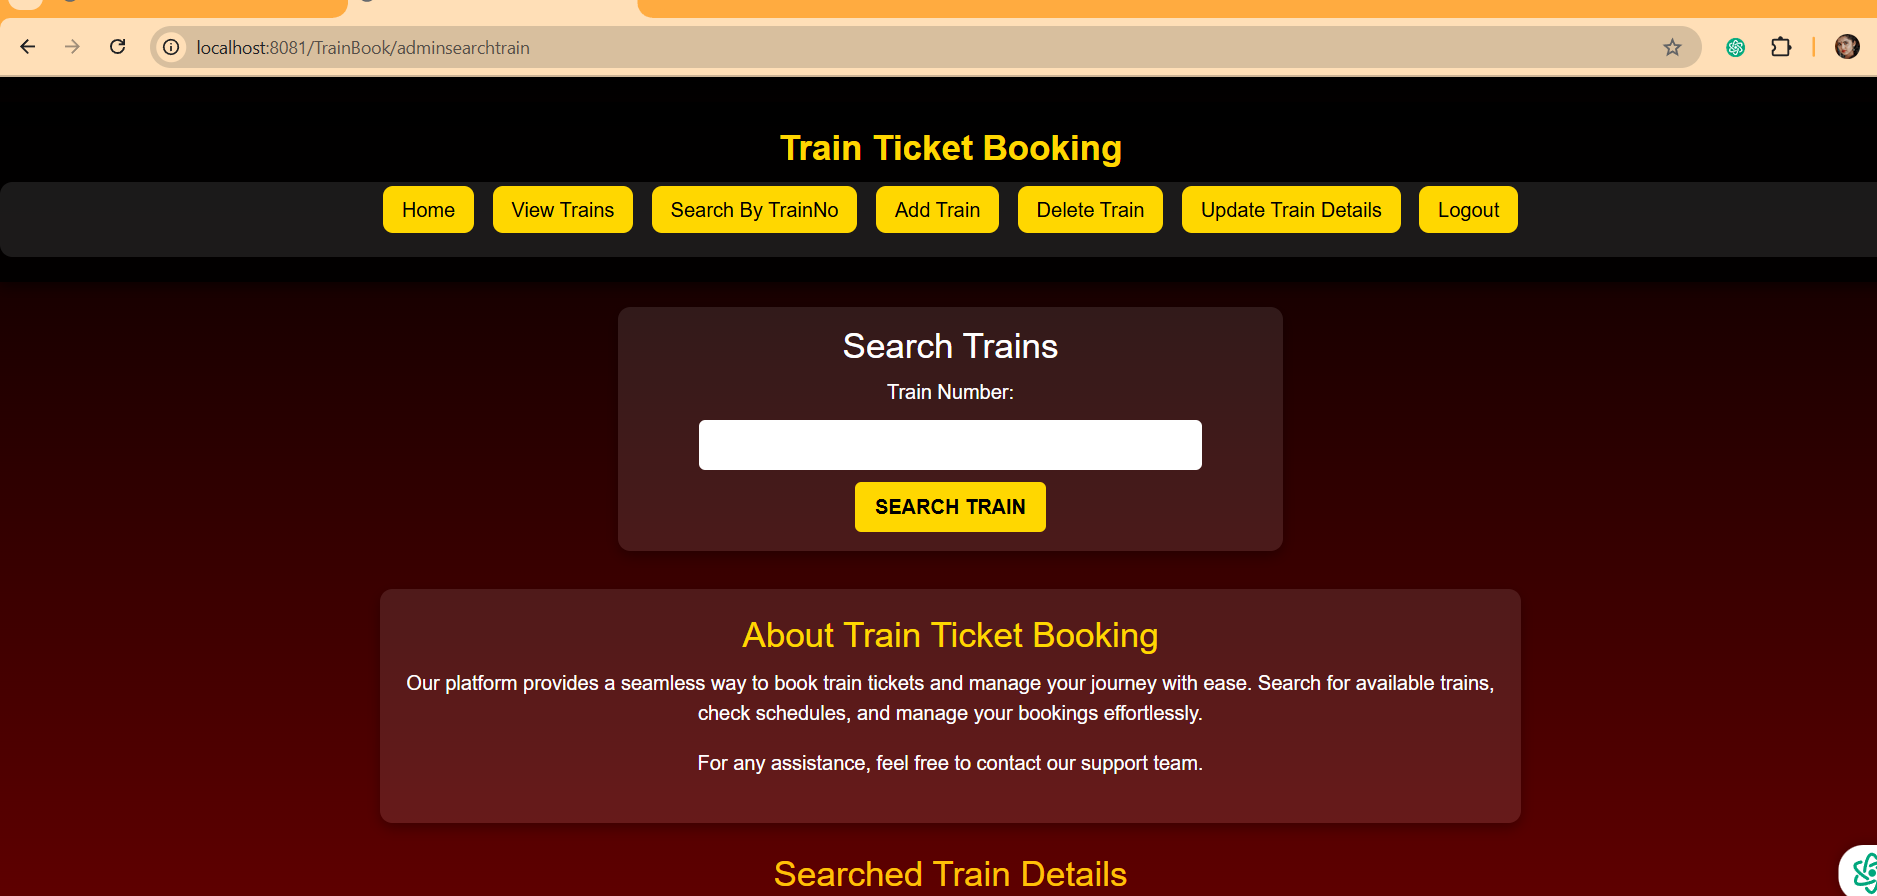 localhost:8081/TrainBook/adminsearchtrain
Train Ticket Booking
Home View Trains Search By TrainNo Add Train Delete Train Update Train Details Logout
Search Trains
Train Number:
SEARCH TRAIN
About Train Ticket Booking
Our platform provides a seamless way to book train tickets and manage your journey with ease. Search for available trains,
check schedules, and manage your bookings effortlessly.
For any assistance, feel free to contact our support team.
Searched Train Details